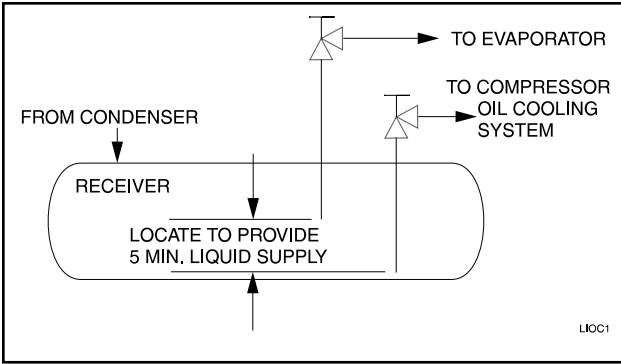 TO EVAPORATOR
TO COMPRESSOR
OIL COOLING
SYSTEM
FROM CONDENSER
RECEIVER
LOCATE TO PROVIDE
5 MIN. LIQUID SUPPLY
LIOC1